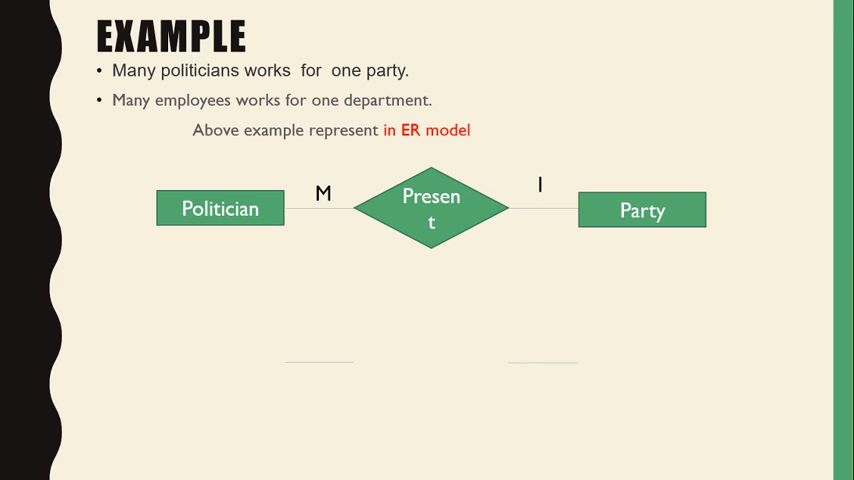 EXAMPLE
• Many politicians works for one party.
• Many employees works for one department.
Above example represent in ER model
M
1
Politician
Presen
t
Party